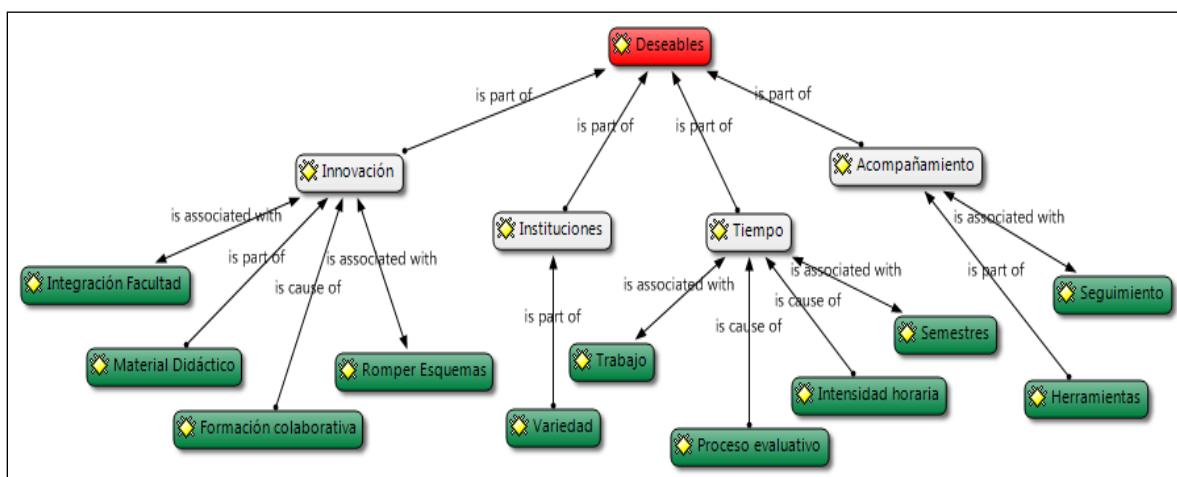 Deseables
is part of
is part of
is part of
is part of
Innovación
Acompañamiento
Instituciones
Tiempo
is associated with
is part of
is cause of
is associated with
is part of
is associated with
is cause of
is cause of
is associated with
is part of
is associated with
Integración Facultad
Material Didáctico
Formación colaborativa
Romper Esquemas
Variedad
Trabajo
Proceso evaluativo
Intensidad horaria
Semestres
Herramientas
Seguimiento